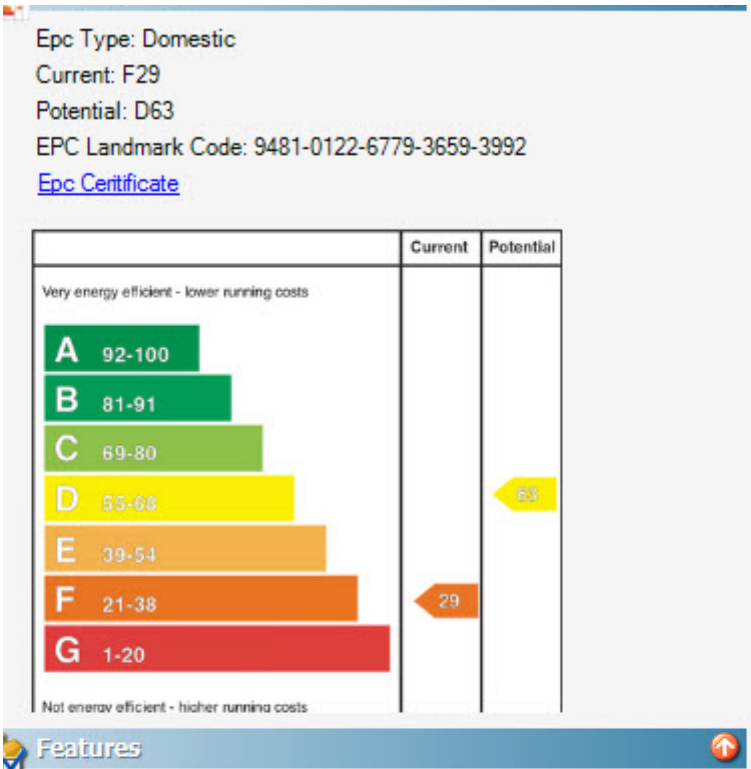 Epc Type: Domestic
Current: F29
Potential: D63
EPC Landmark Code: 9481-0122-6779-3659-3992
Epc Ceritificate
Current Potential
Very energy efficient - lower running costs
A 92-100
B 81-91
C 69-80
D 55-68
63
E 39-54
F 21-38
29
G 1-20
Not energy efficient - higher running costs
Features